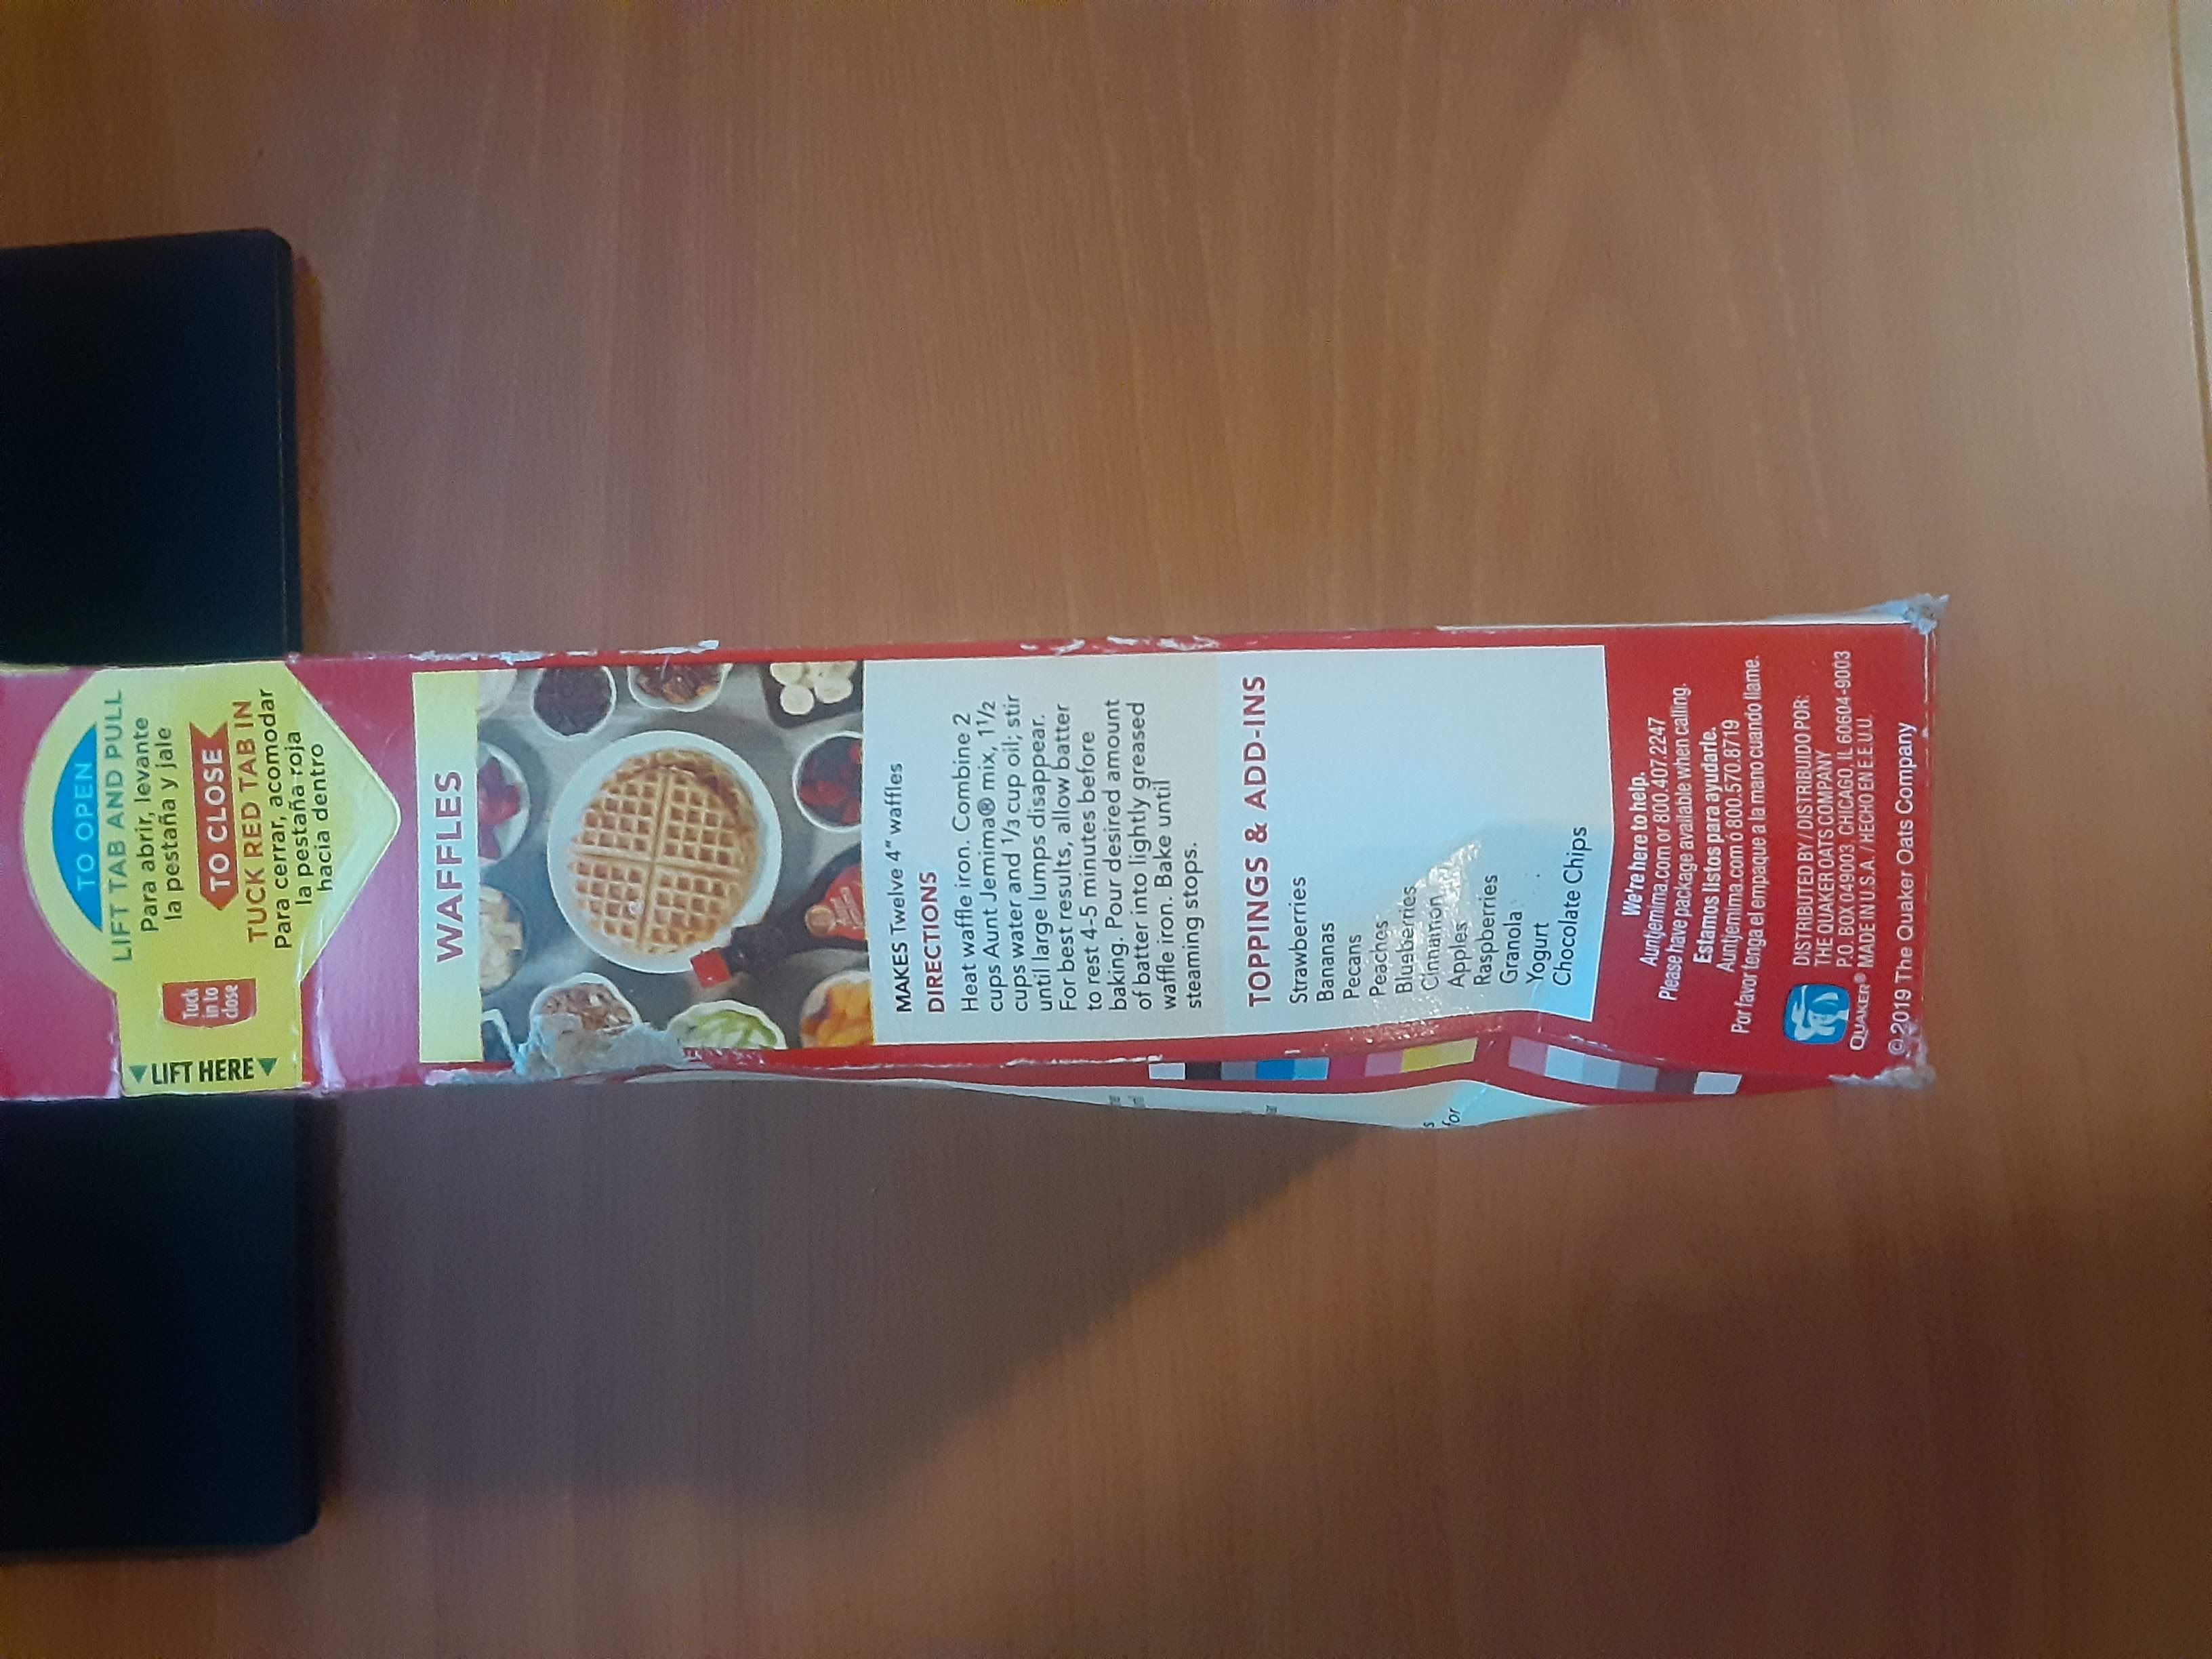 TO OPEN
LIFT TAB AND PULL
Para abrir, levante
la pestaña y jale
TO CLOSE
TUCK RED TAB IN
Para cerrar, acomodar
la pestaña roja
hacia dentro
Tuck
in to
close
LIFT HERE
WAFFLES
MAKES Twelve 4" waffles
DIRECTIONS
Heat waffle iron. Combine 2
cups Aunt Jemima® mix, 1 1/2
cups water and 1/3 cup oil; stir
until large lumps disappear.
For best results, allow batter
to rest 4-5 minutes before
baking. Pour desired amount
of batter into lightly greased
waffle iron. Bake until
steaming stops.
TOPPINGS & ADD-INS
Strawberries
Bananas
Pecans
Peaches
Blueberries
Cinnamon
Apples
Raspberries
Granola
Yogurt
Chocolate Chips
We're here to help.
Auntjemima.com or 800.407.2247
Please have package available when calling.
Estamos listos para ayudarle.
Auntjemima.com ó 800.570.8719
Por favor tenga el empaque a la mano cuando llame.
DISTRIBUTED BY / DISTRIBUIDO POR:
THE QUAKER OATS COMPANY
P.O. BOX 049003 CHICAGO, IL 60604-9003
QUAKER® MADE IN U.S.A. / HECHO EN E.E.U.U.
©2019 The Quaker Oats Company
for